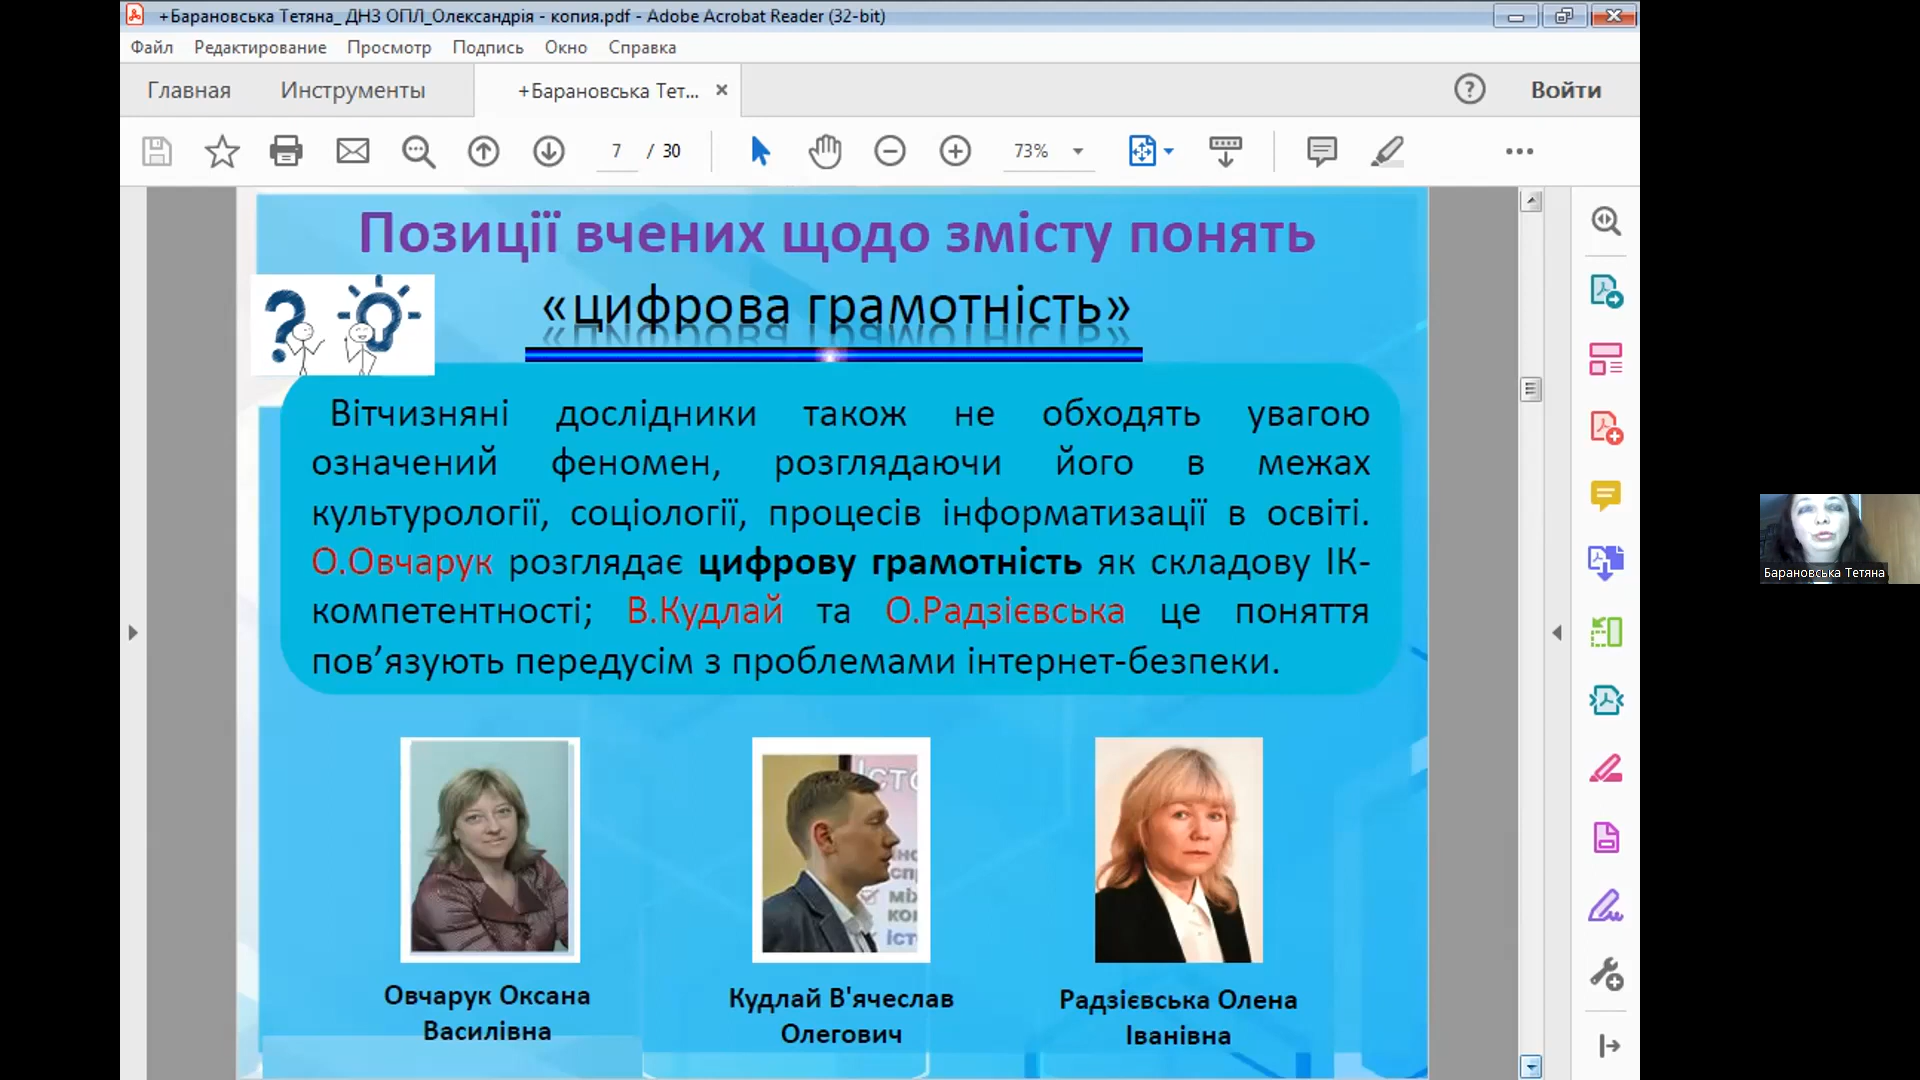 +Барановська Тетяна_ ДНЗ ОПЛ_Олександрія - копия.pdf - Adobe Acrobat Reader (32-bit)
Файл Редактирование Просмотр Подпись Окно Справка
Главная Инструменты +Барановська Тет... Войти
7 / 30 73%
Позиції вчених щодо змісту понять
«цифрова грамотність»
Вітчизняні дослідники також не обходять увагою
означений феномен, розглядаючи його в межах
культурології, соціології, процесів інформатизації в освіті.
О.Овчарук розглядає цифрову грамотність як складову ІК-
компетентності; В.Кудлай та О.Радзієвська це поняття
пов’язують передусім з проблемами інтернет-безпеки.
Овчарук Оксана
Василівна
Кудлай В'ячеслав
Олегович
Радзієвська Олена
Іванівна
Барановська Тетяна